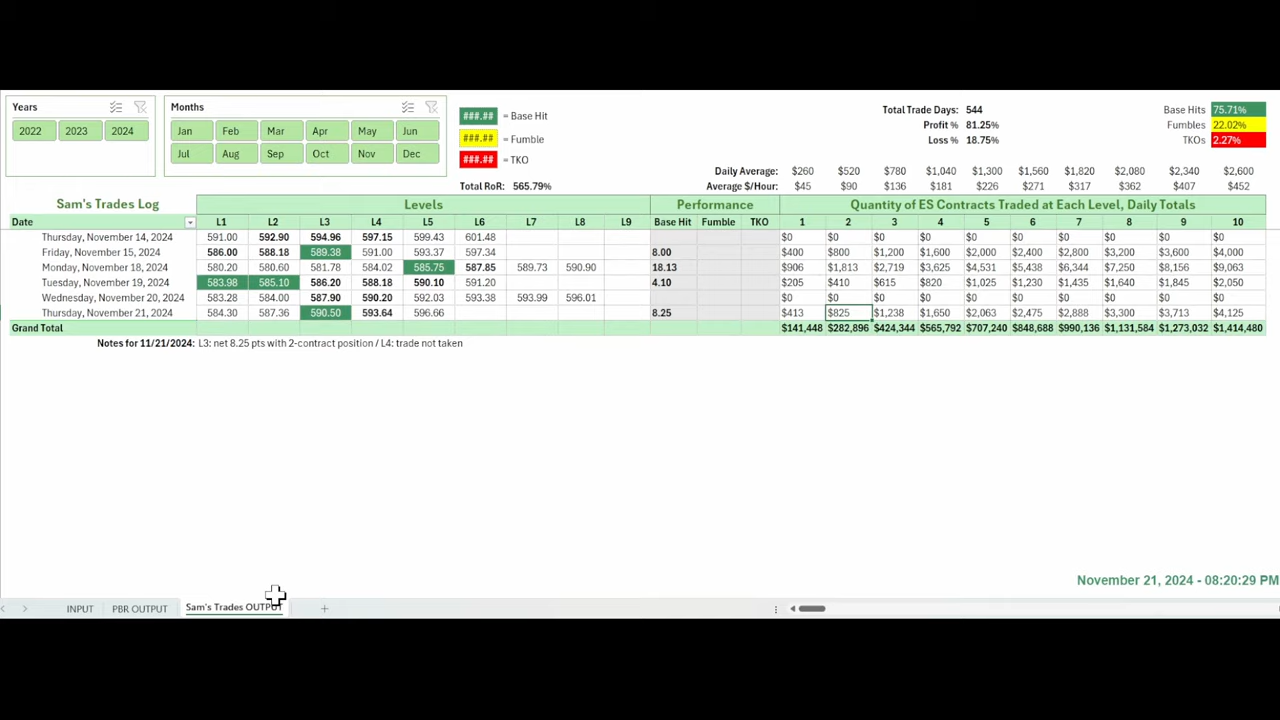 Years
2022 2023 2024
Months
Jan Feb Mar Apr May Jun
Jul Aug Sep Oct Nov Dec
###.## = Base Hit
###.## = Fumble
###.## = TKO
Total RoR: 565.79%
Total Trade Days: 544
Profit % 81.25%
Loss % 18.75%
Base Hits 75.71%
Fumbles 22.02%
TKOs 2.27%
Daily Average: $260 $520 $780 $1,040 $1,300 $1,560 $1,820 $2,080 $2,340 $2,600
Average $/Hour: $45 $90 $136 $181 $226 $271 $317 $362 $407 $452
Sam's Trades Log Levels Performance Quantity of ES Contracts Traded at Each Level, Daily Totals
Date L1 L2 L3 L4 L5 L6 L7 L8 L9 Base Hit Fumble TKO 1 2 3 4 5 6 7 8 9 10
Thursday, November 14, 2024 591.00 592.90 594.96 597.15 599.43 601.48 $0 $0 $0 $0 $0 $0 $0 $0 $0 $0
Friday, November 15, 2024 586.00 588.18 589.38 591.00 593.37 597.34 8.00 $400 $800 $1,200 $1,600 $2,000 $2,400 $2,800 $3,200 $3,600 $4,000
Monday, November 18, 2024 580.20 580.60 581.78 584.02 585.75 587.85 589.73 590.90 18.13 $906 $1,813 $2,719 $3,625 $4,531 $5,438 $6,344 $7,250 $8,156 $9,063
Tuesday, November 19, 2024 583.98 585.10 586.20 588.18 590.10 591.20 4.10 $205 $410 $615 $820 $1,025 $1,230 $1,435 $1,640 $1,845 $2,050
Wednesday, November 20, 2024 583.28 584.00 587.90 590.20 592.03 593.38 593.99 596.01 $0 $0 $0 $0 $0 $0 $0 $0 $0 $0
Thursday, November 21, 2024 584.30 587.36 590.50 593.64 596.66 8.25 $413 $825 $1,238 $1,650 $2,063 $2,475 $2,888 $3,300 $3,713 $4,125
Grand Total $141,448 $282,896 $424,344 $565,792 $707,240 $848,688 $990,136 $1,131,584 $1,273,032 $1,414,480
Notes for 11/21/2024: L3: net 8.25 pts with 2-contract position / L4: trade not taken
November 21, 2024 - 08:20:29 PM
INPUT PBR OUTPUT Sam's Trades OUTPUT